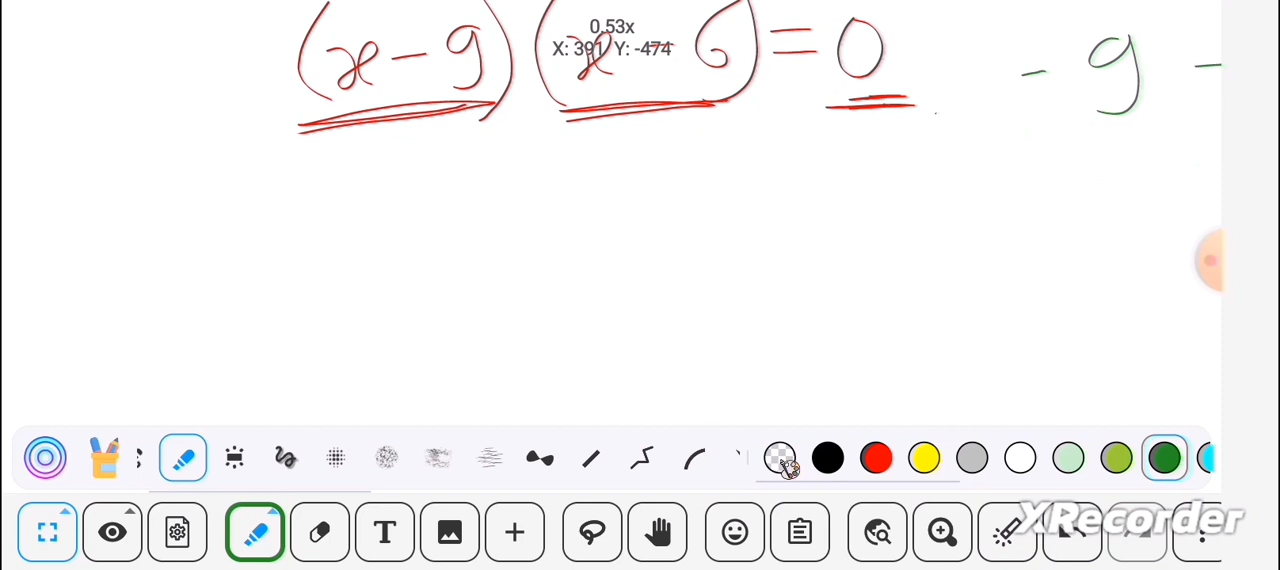 0.53x
X: 391 Y: -474
(x - 9) (x - 6) = 0
- 9 -
T
XRecorder